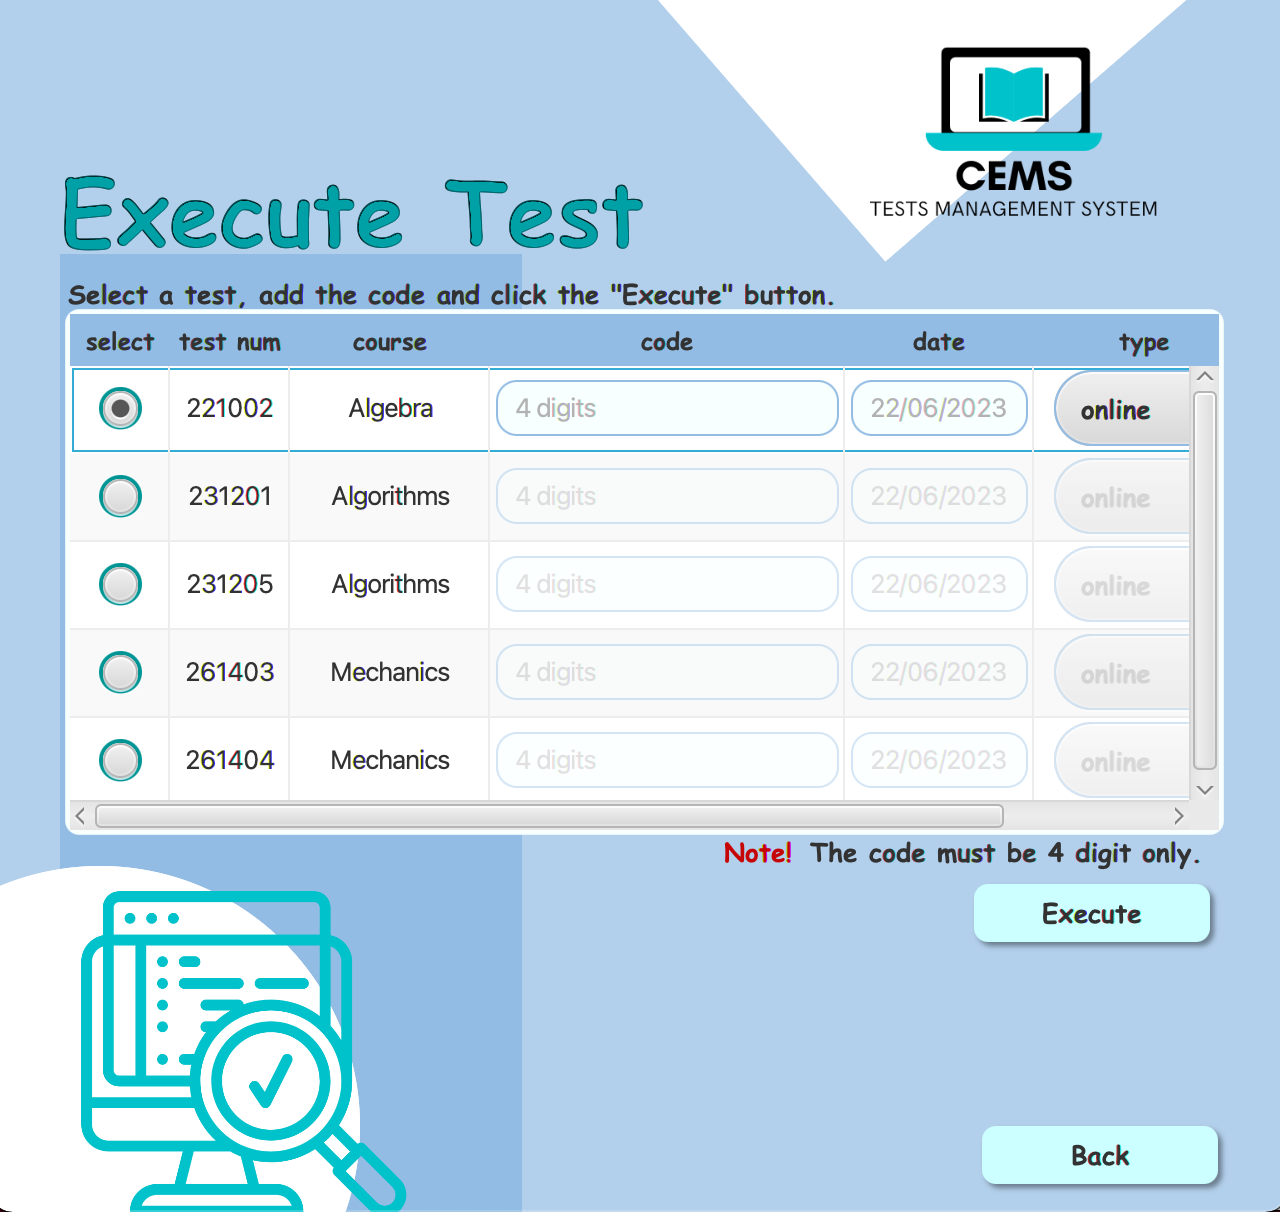 CEMS
TESTS MANAGEMENT SYSTEM
Execute Test
Select a test, add the code and click the "Execute" button.
select test num course code date type
221002 Algebra 4 digits 22/06/2023 online
231201 Algorithms 4 digits 22/06/2023 online
231205 Algorithms 4 digits 22/06/2023 online
261403 Mechanics 4 digits 22/06/2023 online
261404 Mechanics 4 digits 22/06/2023 online
Note! The code must be 4 digit only.
Execute
Back